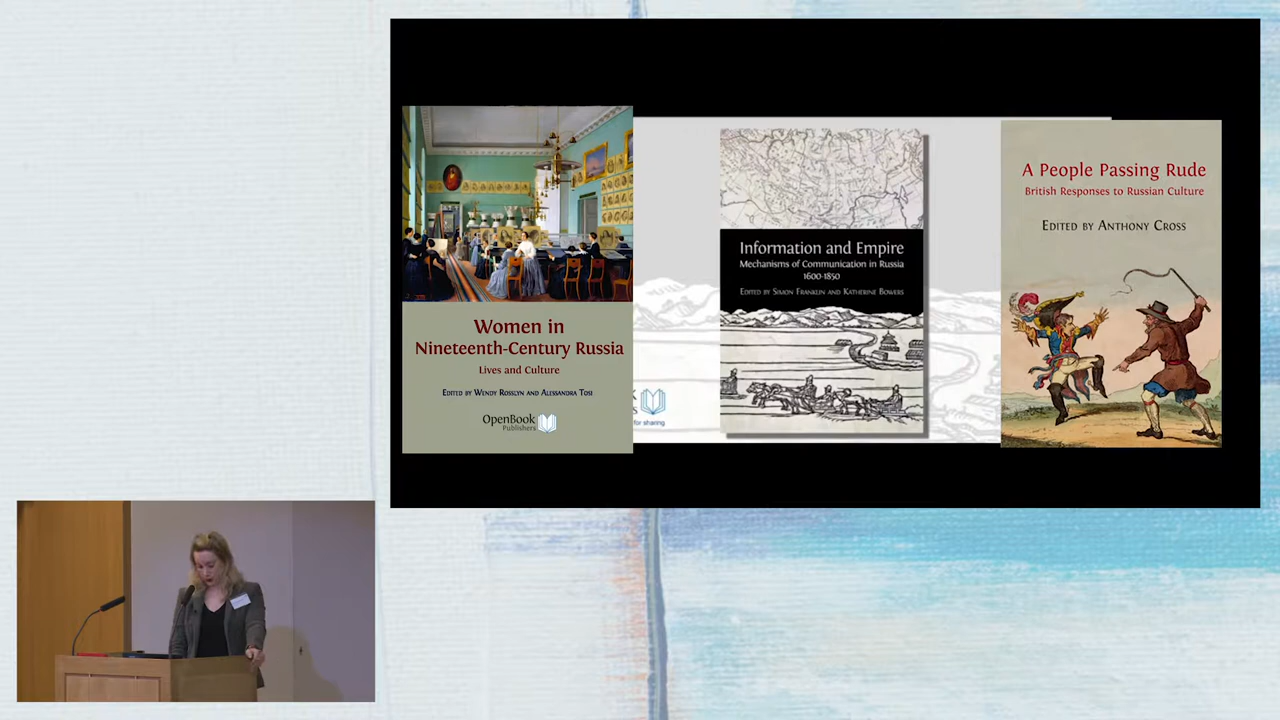 Women in
Nineteenth-Century Russia
Lives and Culture
Edited by Wendy Rosslyn and Alessandra Tosi
OpenBook
Publishers
for sharing
Information and Empire
Mechanisms of Communication in Russia
1600-1850
Edited by Simon Franklin and Katherine Bowers
A People Passing Rude
British Responses to Russian Culture
Edited by Anthony Cross